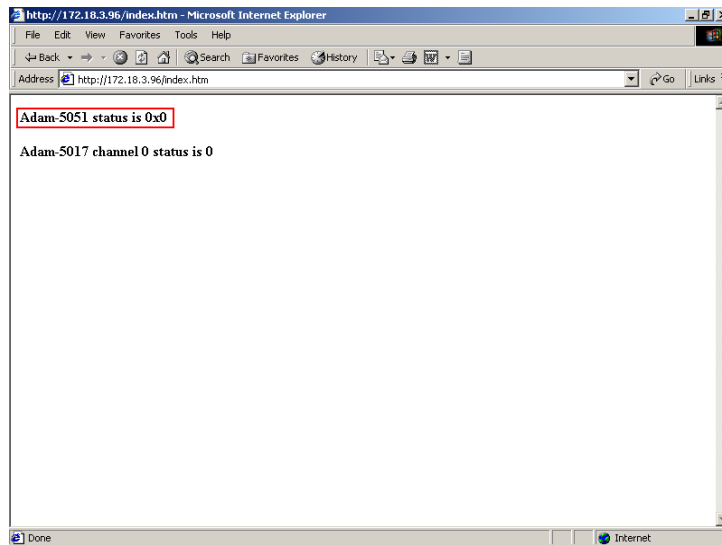 http://172.18.3.96/index.htm - Microsoft Internet Explorer
File Edit View Favorites Tools Help
Back Search Favorites History
Address http://172.18.3.96/index.htm Go Links
Adam-5051 status is 0x0
Adam-5017 channel 0 status is 0
Done Internet